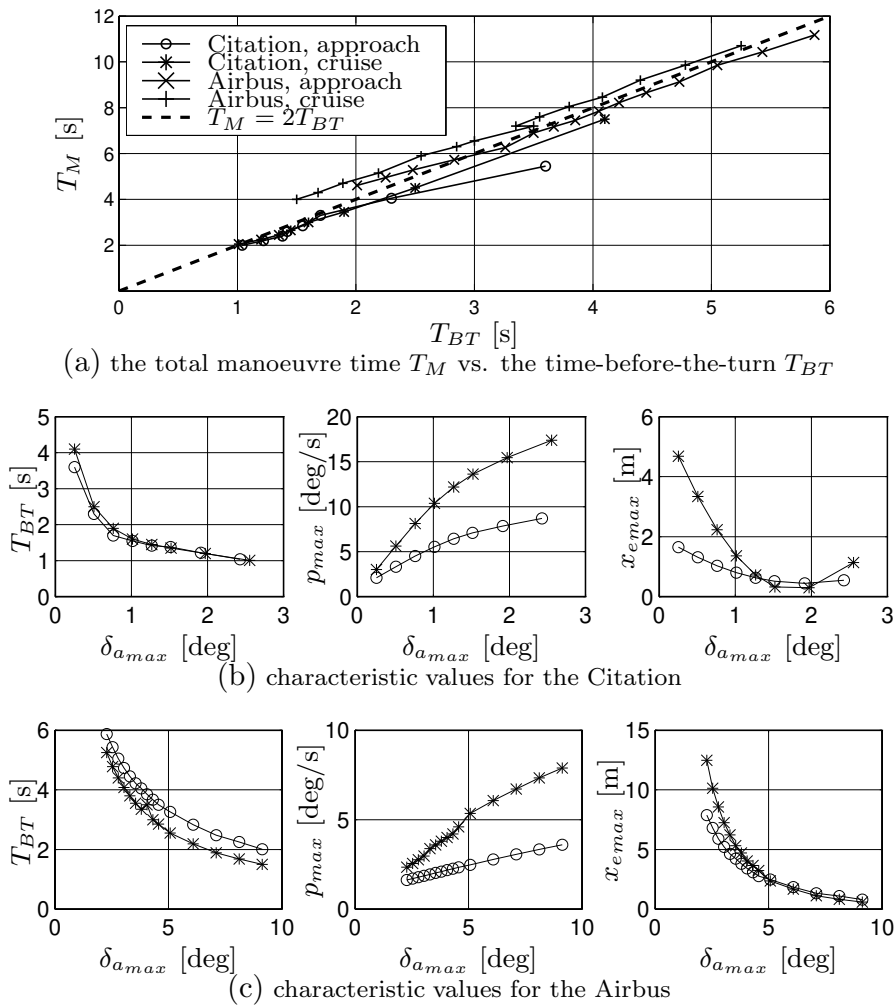 12
10
8
6
4
2
T_M [s]
Citation, approach
Citation, cruise
Airbus, approach
Airbus, cruise
T_M = 2T_BT
0 1 2 3 4 5 6
T_BT [s]
(a) the total manoeuvre time T_M vs. the time-before-the-turn T_BT
5
4
3
2
1
0
T_BT [s]
0 1 2 3
δ_a_max [deg]
20
15
10
5
0
p_max [deg/s]
0 1 2 3
δ_a_max [deg]
6
4
2
0
x_emax [m]
0 1 2 3
δ_a_max [deg]
(b) characteristic values for the Citation
6
4
2
0
T_BT [s]
0 5 10
δ_a_max [deg]
10
5
0
p_max [deg/s]
0 5 10
δ_a_max [deg]
15
10
5
0
x_emax [m]
0 5 10
δ_a_max [deg]
(c) characteristic values for the Airbus